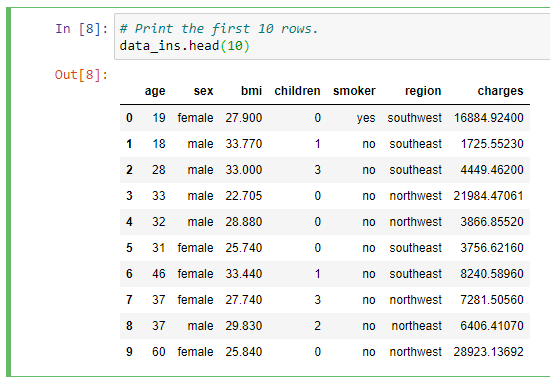 In [8]: # Print the first 10 rows.
data_ins.head(10)
Out[8]:
age sex bmi children smoker region charges
0 19 female 27.900 0 yes southwest 16884.92400
1 18 male 33.770 1 no southeast 1725.55230
2 28 male 33.000 3 no southeast 4449.46200
3 33 male 22.705 0 no northwest 21984.47061
4 32 male 28.880 0 no northwest 3866.85520
5 31 female 25.740 0 no southeast 3756.62160
6 46 female 33.440 1 no southeast 8240.58960
7 37 female 27.740 3 no northwest 7281.50560
8 37 male 29.830 2 no northeast 6406.41070
9 60 female 25.840 0 no northwest 28923.13692